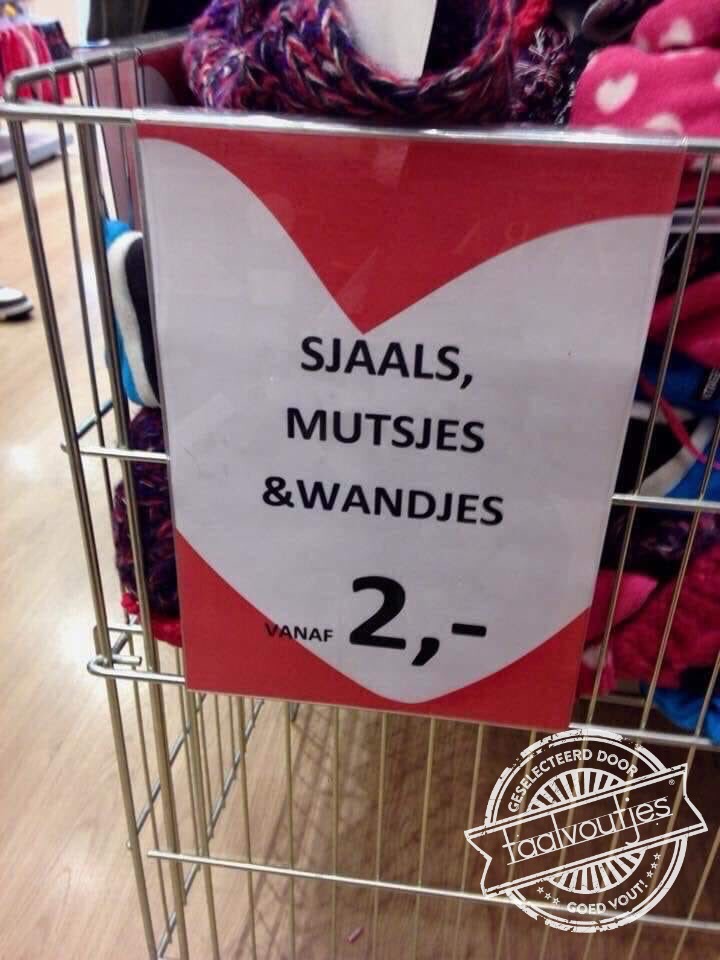 SJAALS,
MUTSJES
&WANDJES
VANAF 2,-
GESELECTEERD DOOR
taalvoutjes®
GOED VOUT!